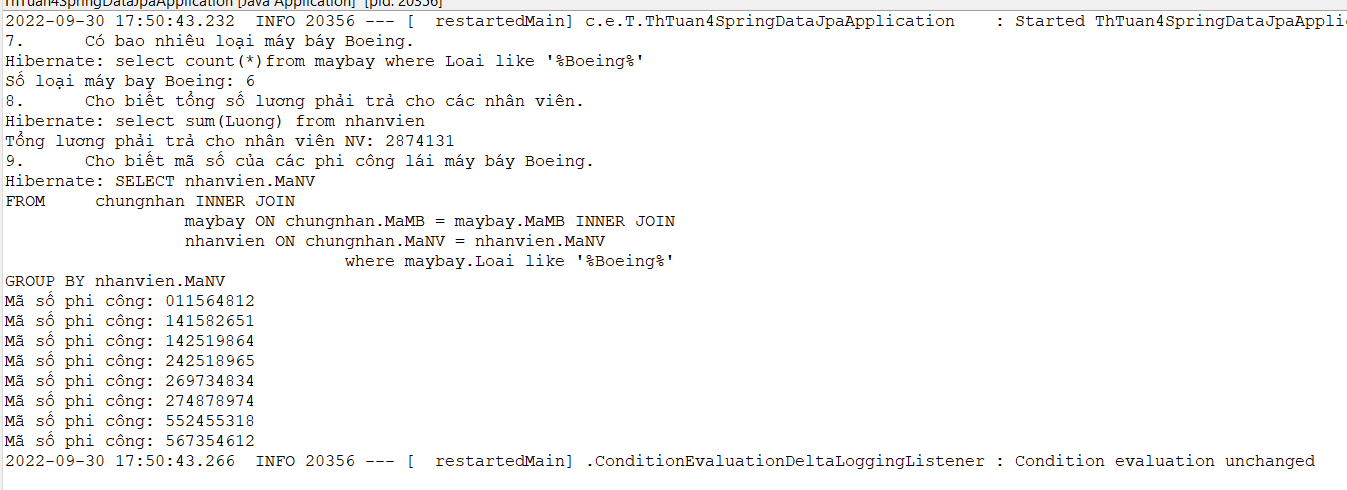 ThTuan4SpringDataJpaApplication [Java Application] [pid: 20356]
2022-09-30 17:50:43.232  INFO 20356 --- [  restartedMain] c.e.T.ThTuan4SpringDataJpaApplication    : Started
7.      Có bao nhiêu loại máy báy Boeing.
Hibernate: select count(*)from maybay where Loai like '%Boeing%'
Số loại máy bay Boeing: 6
8.      Cho biết tổng số lương phải trả cho các nhân viên.
Hibernate: select sum(Luong) from nhanvien
Tổng lương phải trả cho nhân viên NV: 2874131
9.      Cho biết mã số của các phi công lái máy báy Boeing.
Hibernate: SELECT nhanvien.MaNV
FROM     chungnhan INNER JOIN
                  maybay ON chungnhan.MaMB = maybay.MaMB INNER JOIN
                  nhanvien ON chungnhan.MaNV = nhanvien.MaNV
                                  where maybay.Loai like '%Boeing%'
GROUP BY nhanvien.MaNV
Mã số phi công: 011564812
Mã số phi công: 141582651
Mã số phi công: 142519864
Mã số phi công: 242518965
Mã số phi công: 269734834
Mã số phi công: 274878974
Mã số phi công: 552455318
Mã số phi công: 567354612
2022-09-30 17:50:43.266  INFO 20356 --- [  restartedMain] .ConditionEvaluationDeltaLoggingListener : Condition evaluation unchanged